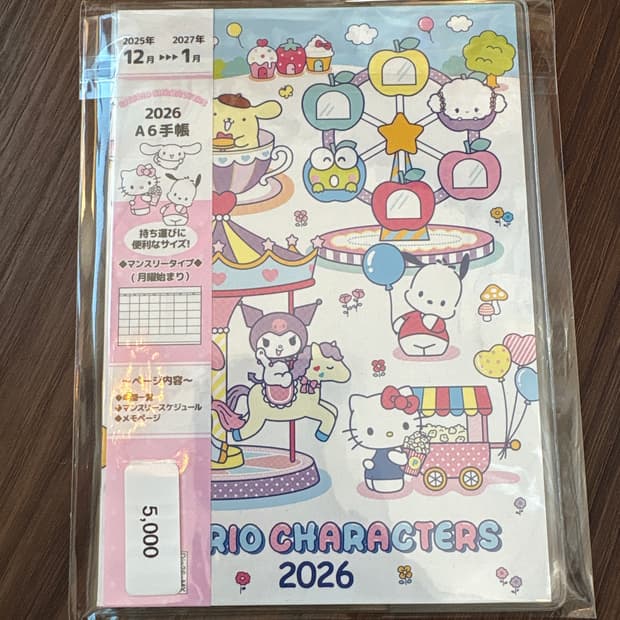 2025年 2027年
12月 ▸▸▸ 1月
2026
A6手帳
持ち運びに
便利なサイズ!
◆マンスリータイプ◆
(月曜始まり)
～ページ内容～
一覧
マンスリースケジュール
◆メモページ
5,000
P
RIO CHARACTERS
2026